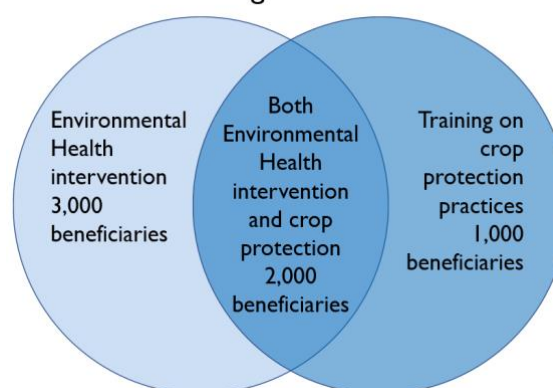 Environmental
Health
intervention
3,000
beneficiaries
Both
Environmental
Health
intervention
and crop
protection
2,000
beneficiaries
Training on
crop
protection
practices
1,000
beneficiaries